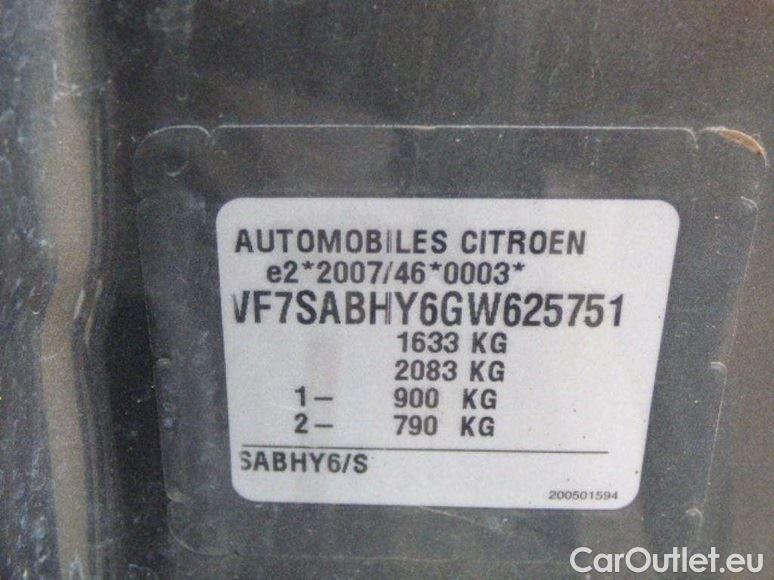 AUTOMOBILES CITROEN
e2*2007/46*0003*
VF7SABHY6GW625751
1633 KG
2083 KG
1- 900 KG
2- 790 KG
SABHY6/S
200501594
CarOutlet.eu